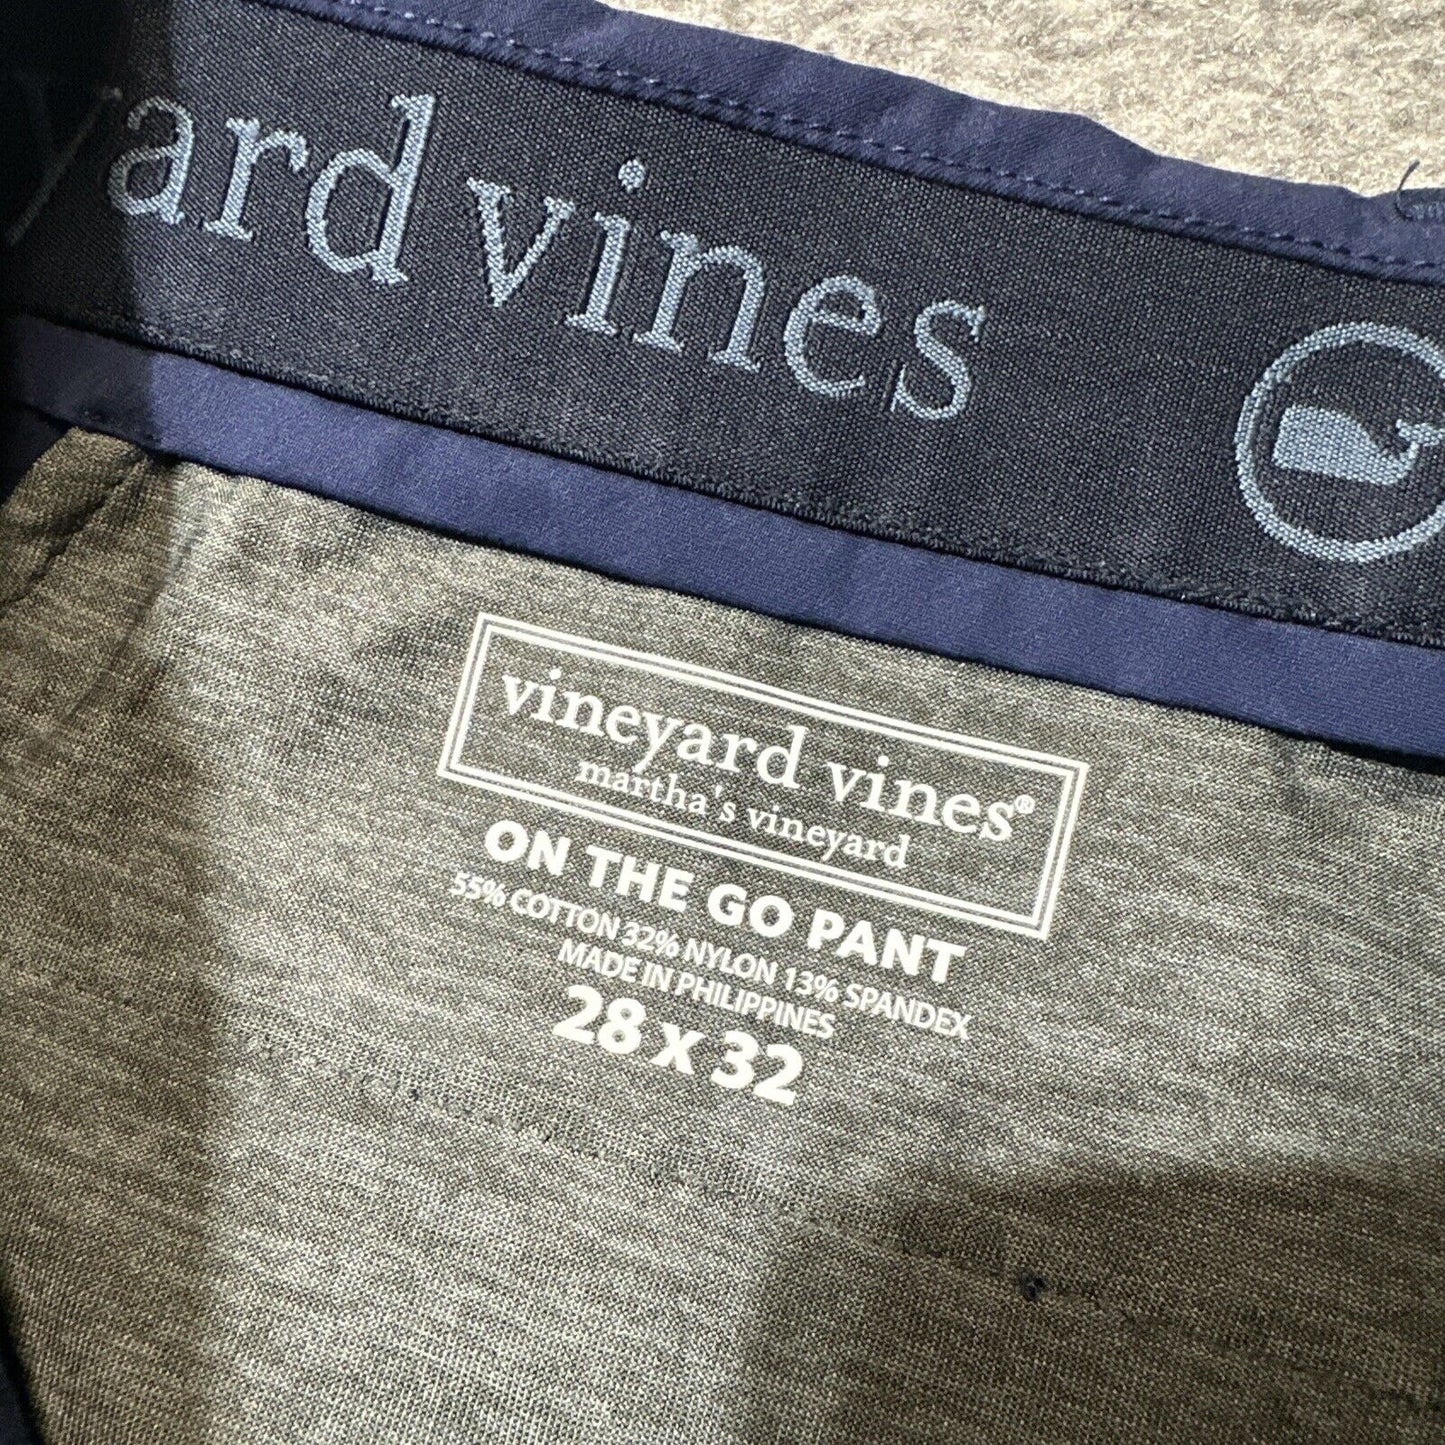 yard vines
vineyard vines®
martha's vineyard
ON THE GO PANT
55% COTTON 32% NYLON 13% SPANDEX
MADE IN PHILIPPINES
28 X 32